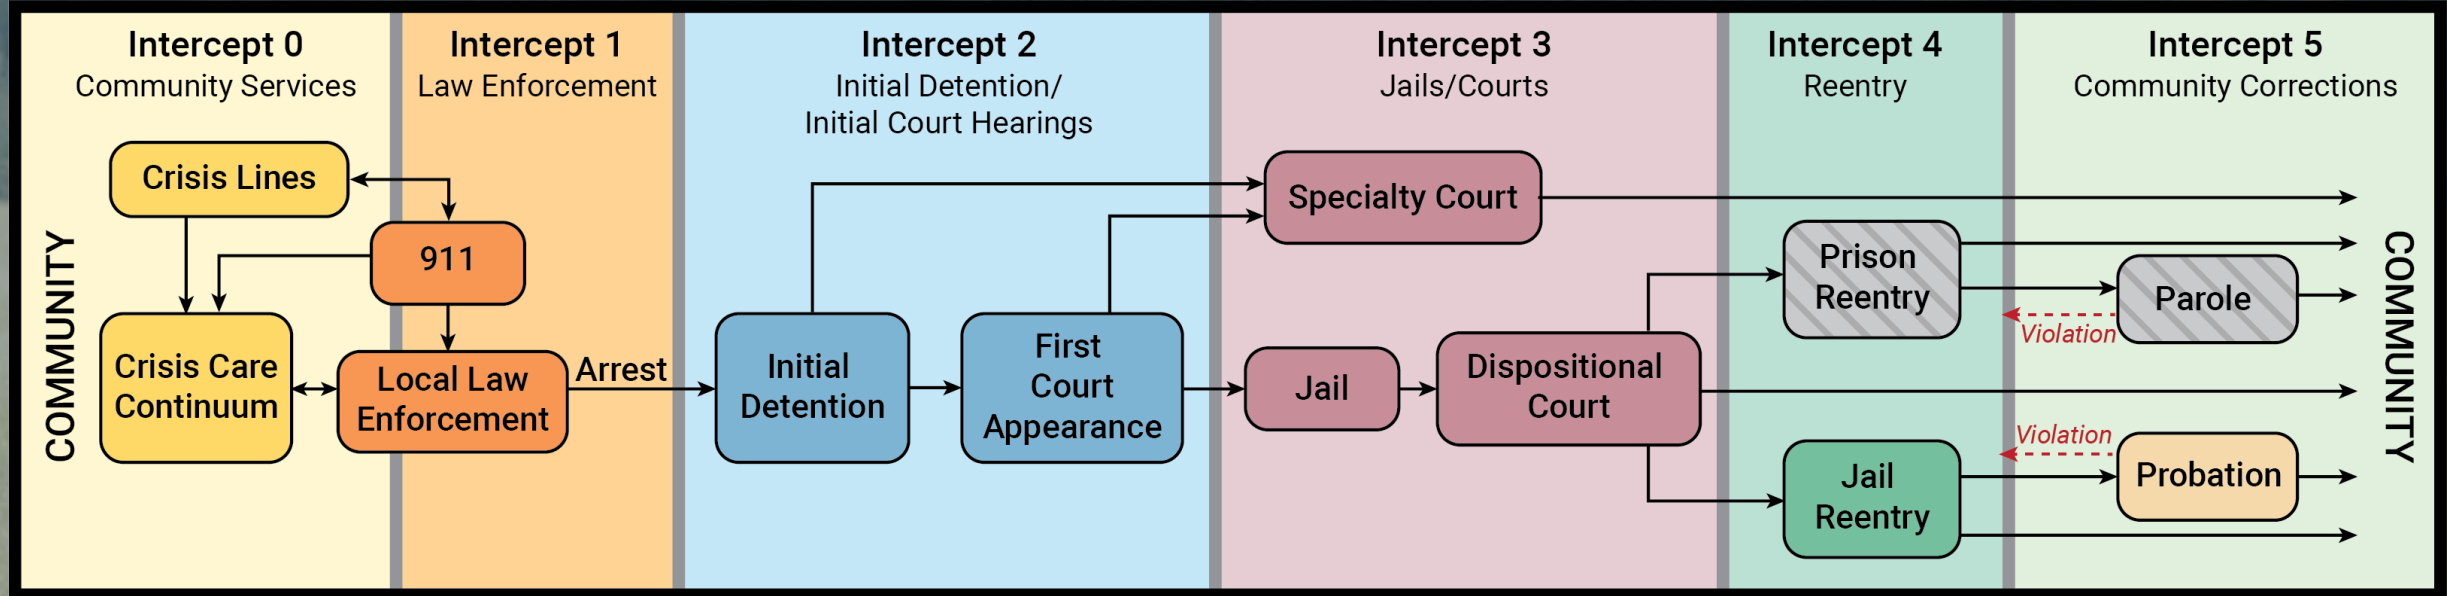 Intercept 0
Community Services
Intercept 1
Law Enforcement
Intercept 2
Initial Detention/
Initial Court Hearings
Intercept 3
Jails/Courts
Intercept 4
Reentry
Intercept 5
Community Corrections
COMMUNITY
Crisis Lines
911
Crisis Care
Continuum
Local Law
Enforcement
Arrest
Initial
Detention
First
Court
Appearance
Specialty Court
Jail
Dispositional
Court
Prison
Reentry
Parole
Violation
Violation
Jail
Reentry
Probation
COMMUNITY